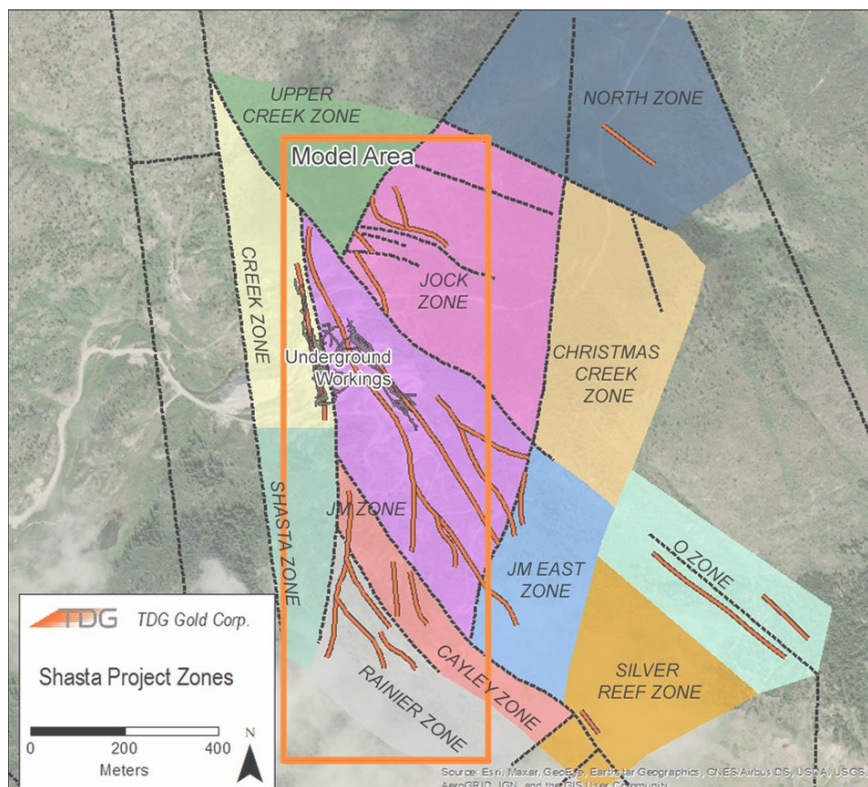 UPPER
CREEK ZONE
NORTH ZONE
Model Area
CREEK ZONE
JOCK
ZONE
Underground
Workings
CHRISTMAS
CREEK
ZONE
SHASTA ZONE
JM ZONE
O ZONE
JM EAST
ZONE
TDG TDG Gold Corp.
Shasta Project Zones
RAINIER ZONE
CAYLEY ZONE
SILVER
REEF ZONE
N
0 200 400
Meters
Source: Esri, Maxar, GeoEye, Earthstar Geographics, CNES/Airbus DS, USDA, USGS,
AeroGRID, IGN, and the GIS User Community